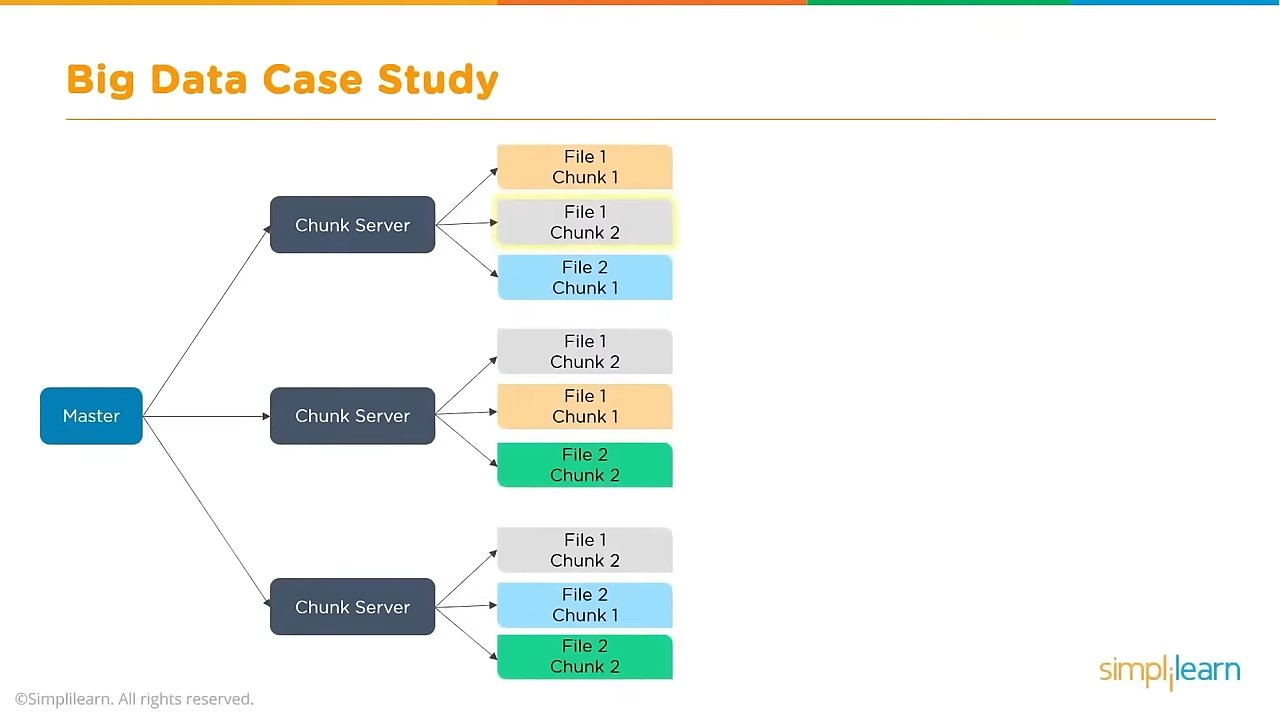 Big Data Case Study
File 1
Chunk 1
Chunk Server
File 1
Chunk 2
File 2
Chunk 1
File 1
Chunk 2
Master
Chunk Server
File 1
Chunk 1
File 2
Chunk 2
File 1
Chunk 2
Chunk Server
File 2
Chunk 1
File 2
Chunk 2
simplilearn
©Simplilearn. All rights reserved.